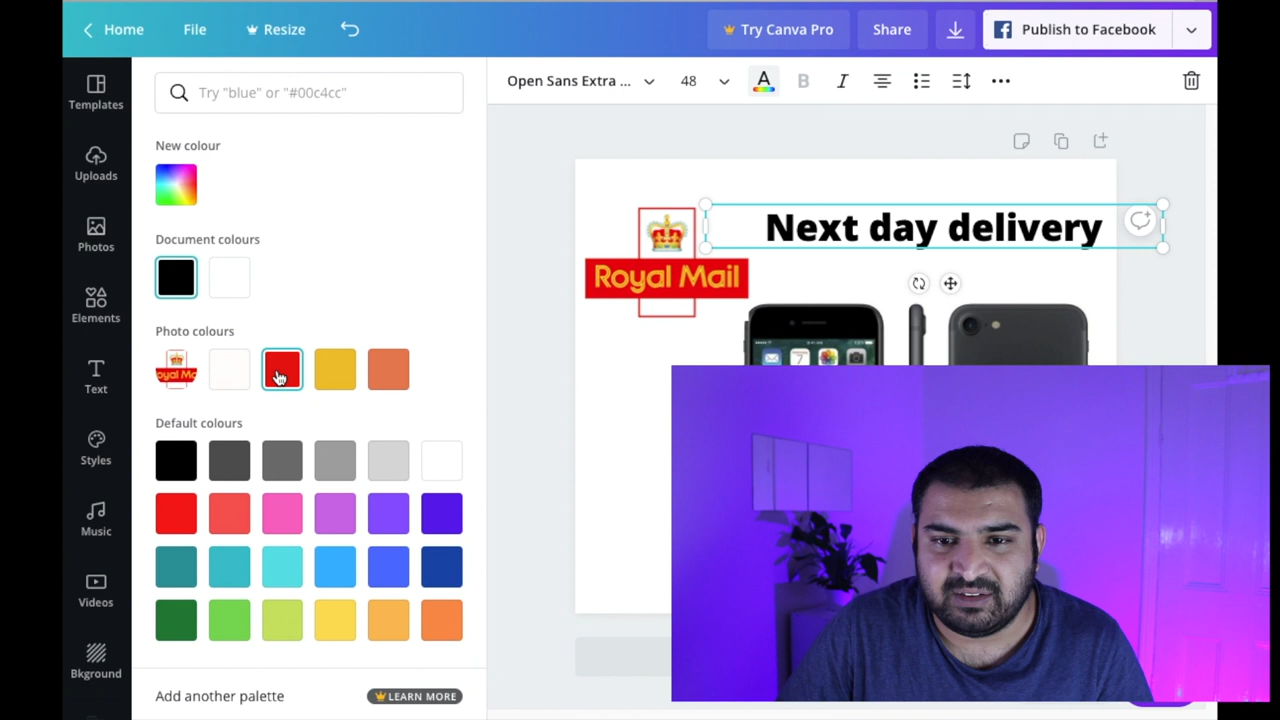 Home
File
Resize
Try Canva Pro
Share
Publish to Facebook
Templates
Uploads
Photos
Elements
Text
Styles
Music
Videos
Bkground
Try "blue" or "#00c4cc"
New colour
Document colours
Photo colours
Default colours
Add another palette
LEARN MORE
Open Sans Extra ...
48
A
B
I
Next day delivery
Royal Mail